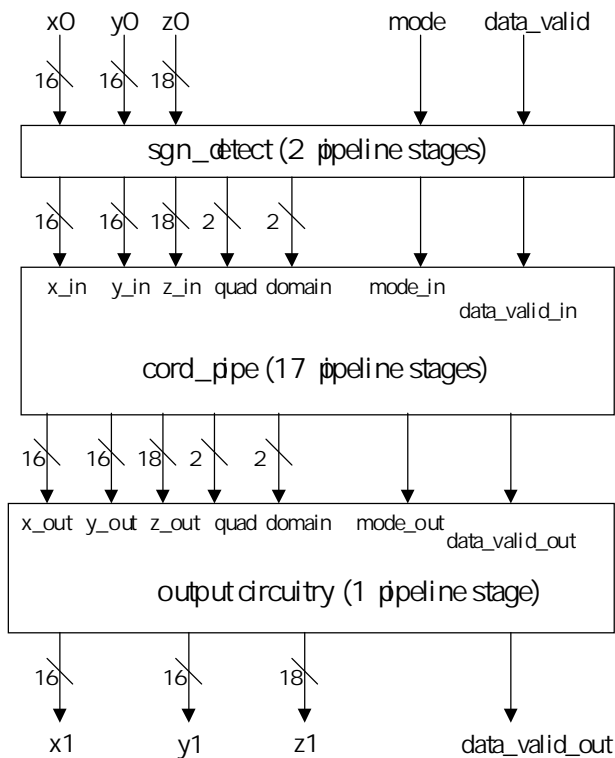 x0 y0 z0 mode data_valid
16 16 18
sgn_detect (2 pipeline stages)
16 16 18 2 2
x_in y_in z_in quad domain mode_in
data_valid_in
cord_pipe (17 pipeline stages)
16 16 18 2 2
x_out y_out z_out quad domain mode_out
data_valid_out
output circuitry (1 pipeline stage)
16 16 18
x1 y1 z1 data_valid_out